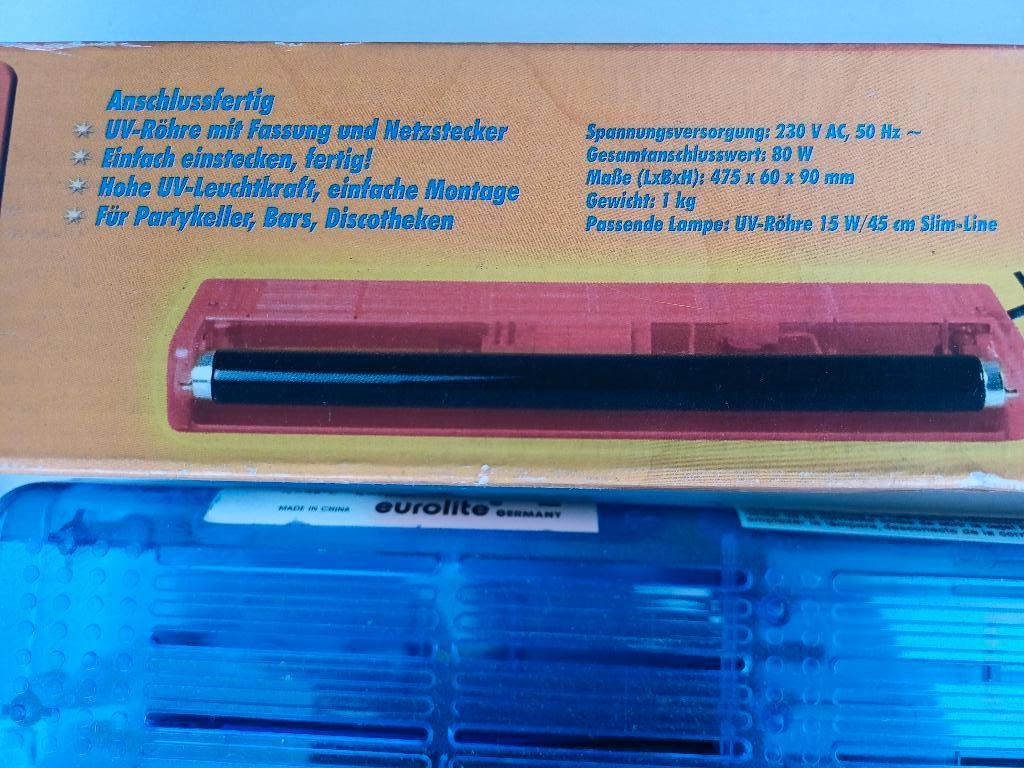 Anschlussfertig
UV-Röhre mit Fassung und Netzstecker
Einfach einstecken, fertig!
Hohe UV-Leuchtkraft, einfache Montage
Für Partykeller, Bars, Discotheken
Spannungsversorgung: 230 V AC, 50 Hz ~
Gesamtanschlusswert: 80 W
Maße (LxBxH): 475 x 60 x 90 mm
Gewicht: 1 kg
Passende Lampe: UV-Röhre 15 W/45 cm Slim-Line
MADE IN CHINA eurolite GERMANY
de la